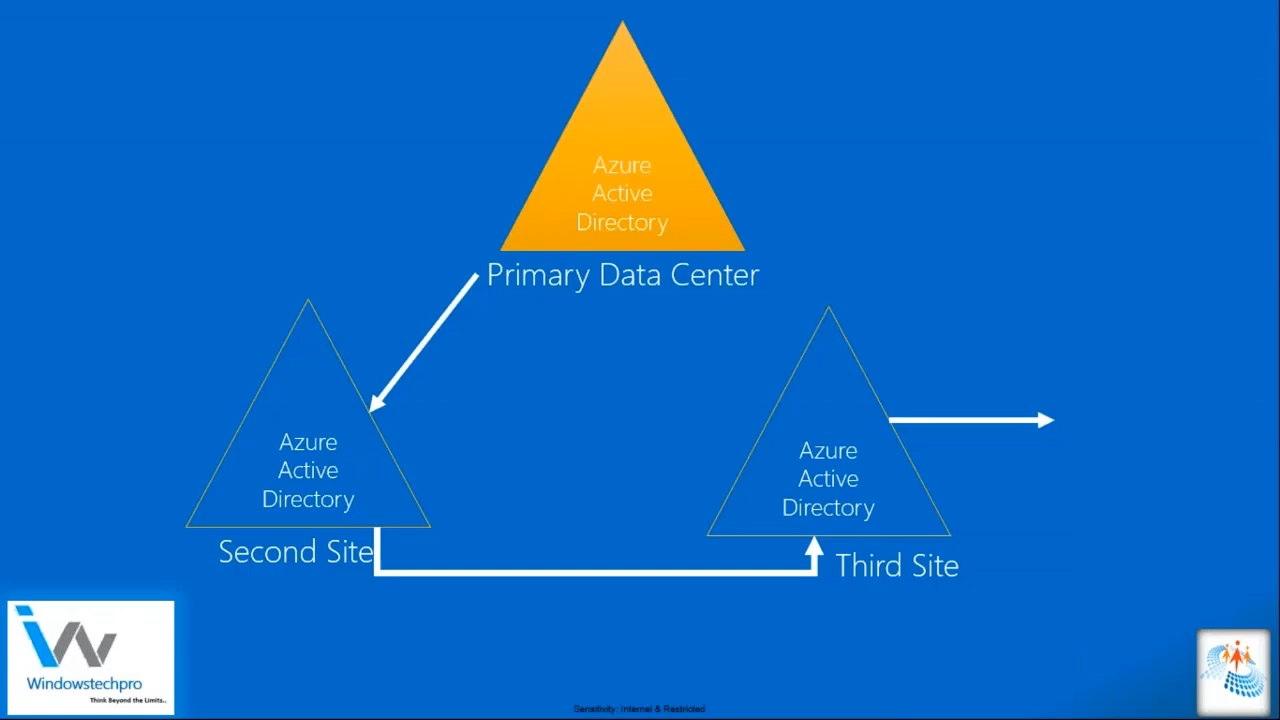 Azure
Active
Directory
Primary Data Center
Azure
Active
Directory
Second Site
Azure
Active
Directory
Third Site
Windowstechpro
Think Beyond the Limits..
Sensitivity: Internal & Restricted